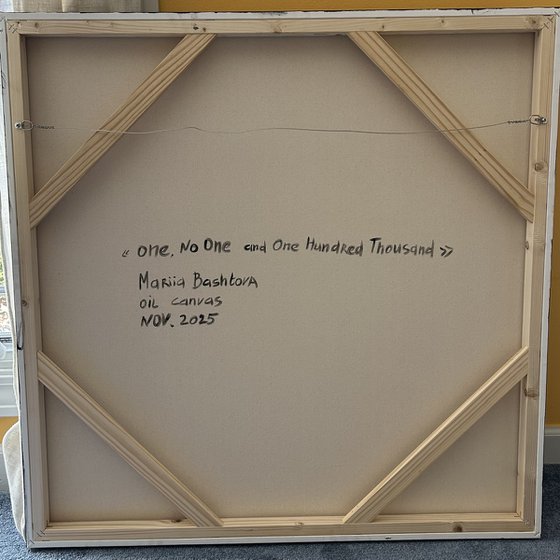 « One, No One and One Hundred Thousand »
Mariia Bashtova
oil canvas
NOV. 2025